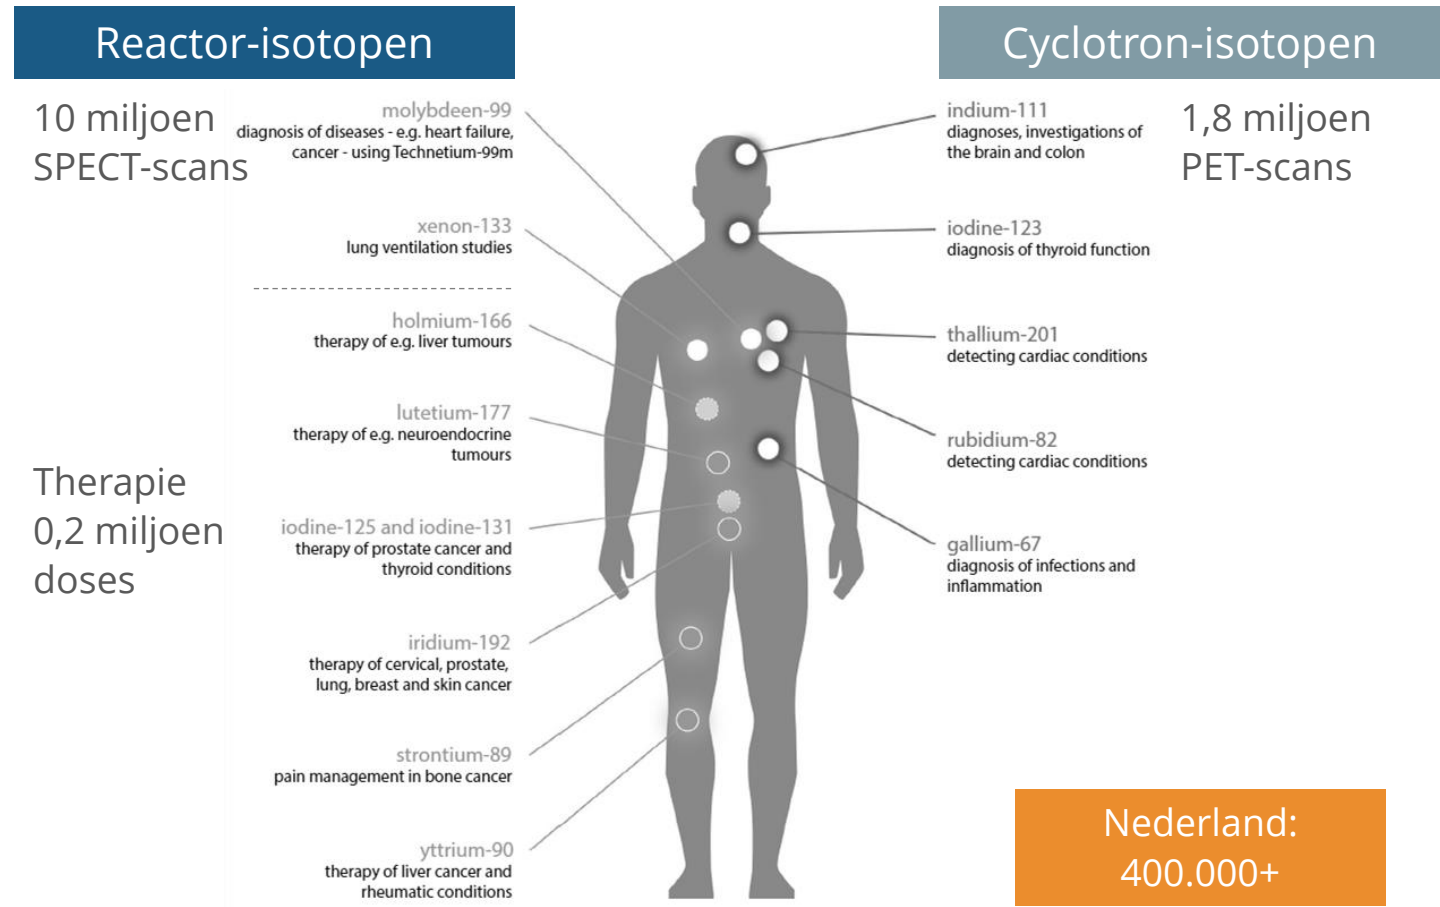 Reactor-isotopen
10 miljoen
SPECT-scans
molybdeen-99
diagnosis of diseases - e.g. heart failure,
cancer - using Technetium-99m
xenon-133
lung ventilation studies
holmium-166
therapy of e.g. liver tumours
lutetium-177
therapy of e.g. neuroendocrine
tumours
Therapie
0,2 miljoen
doses
iodine-125 and iodine-131
therapy of prostate cancer and
thyroid conditions
iridium-192
therapy of cervical, prostate,
lung, breast and skin cancer
strontium-89
pain management in bone cancer
yttrium-90
therapy of liver cancer and
rheumatic conditions
Cyclotron-isotopen
indium-111
diagnoses, investigations of
the brain and colon
1,8 miljoen
PET-scans
iodine-123
diagnosis of thyroid function
thallium-201
detecting cardiac conditions
rubidium-82
detecting cardiac conditions
gallium-67
diagnosis of infections and
inflammation
Nederland:
400.000+